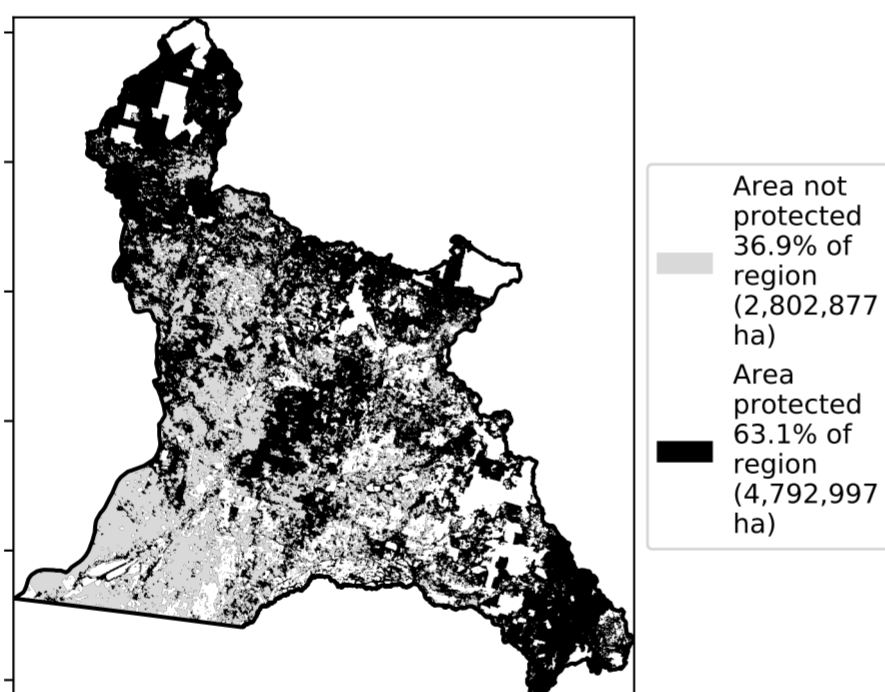 Area not
protected
36.9% of
region
(2,802,877
ha)
Area
protected
63.1% of
region
(4,792,997
ha)